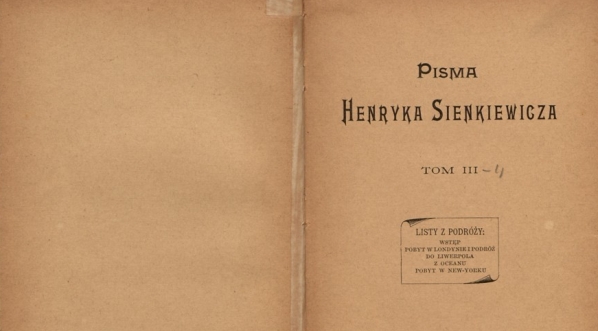 PISMA
HENRYKA SIENKIEWICZA
TOM III – 4
LISTY Z PODRÓŻY:
WSTĘP
POBYT W LONDYNIE I PODRÓŻ
DO LIWERPOLA
Z OCEANU
POBYT W NEW-YORKU